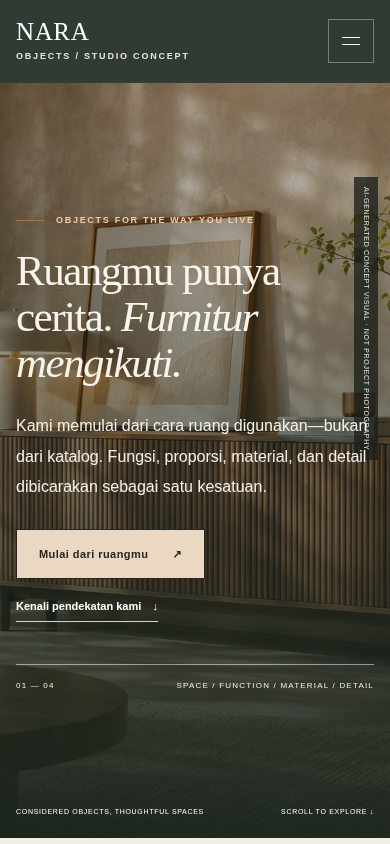 NARA
OBJECTS / STUDIO CONCEPT
OBJECTS FOR THE WAY YOU LIVE
AI-GENERATED CONCEPT VISUAL · NOT PROJECT PHOTOGRAPHY
Ruangmu punya
cerita. Furnitur
mengikuti.
Kami memulai dari cara ruang digunakan—bukan
dari katalog. Fungsi, proporsi, material, dan detail
dibicarakan sebagai satu kesatuan.
Mulai dari ruangmu ↗
Kenali pendekatan kami ↓
01 — 04
SPACE / FUNCTION / MATERIAL / DETAIL
CONSIDERED OBJECTS, THOUGHTFUL SPACES
SCROLL TO EXPLORE ↓